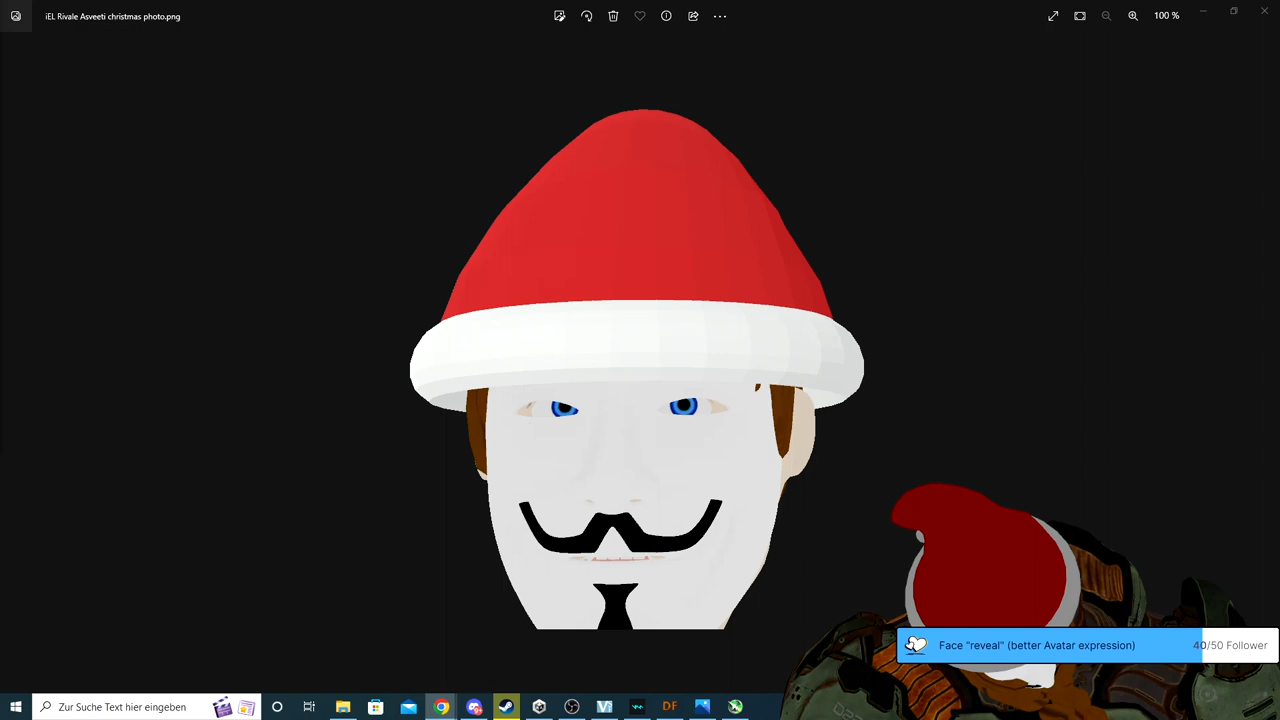 iEL Rivale Asveeti christmas photo.png
100 %
Face "reveal" (better Avatar expression)
40/50 Follower
Zur Suche Text hier eingeben
DF